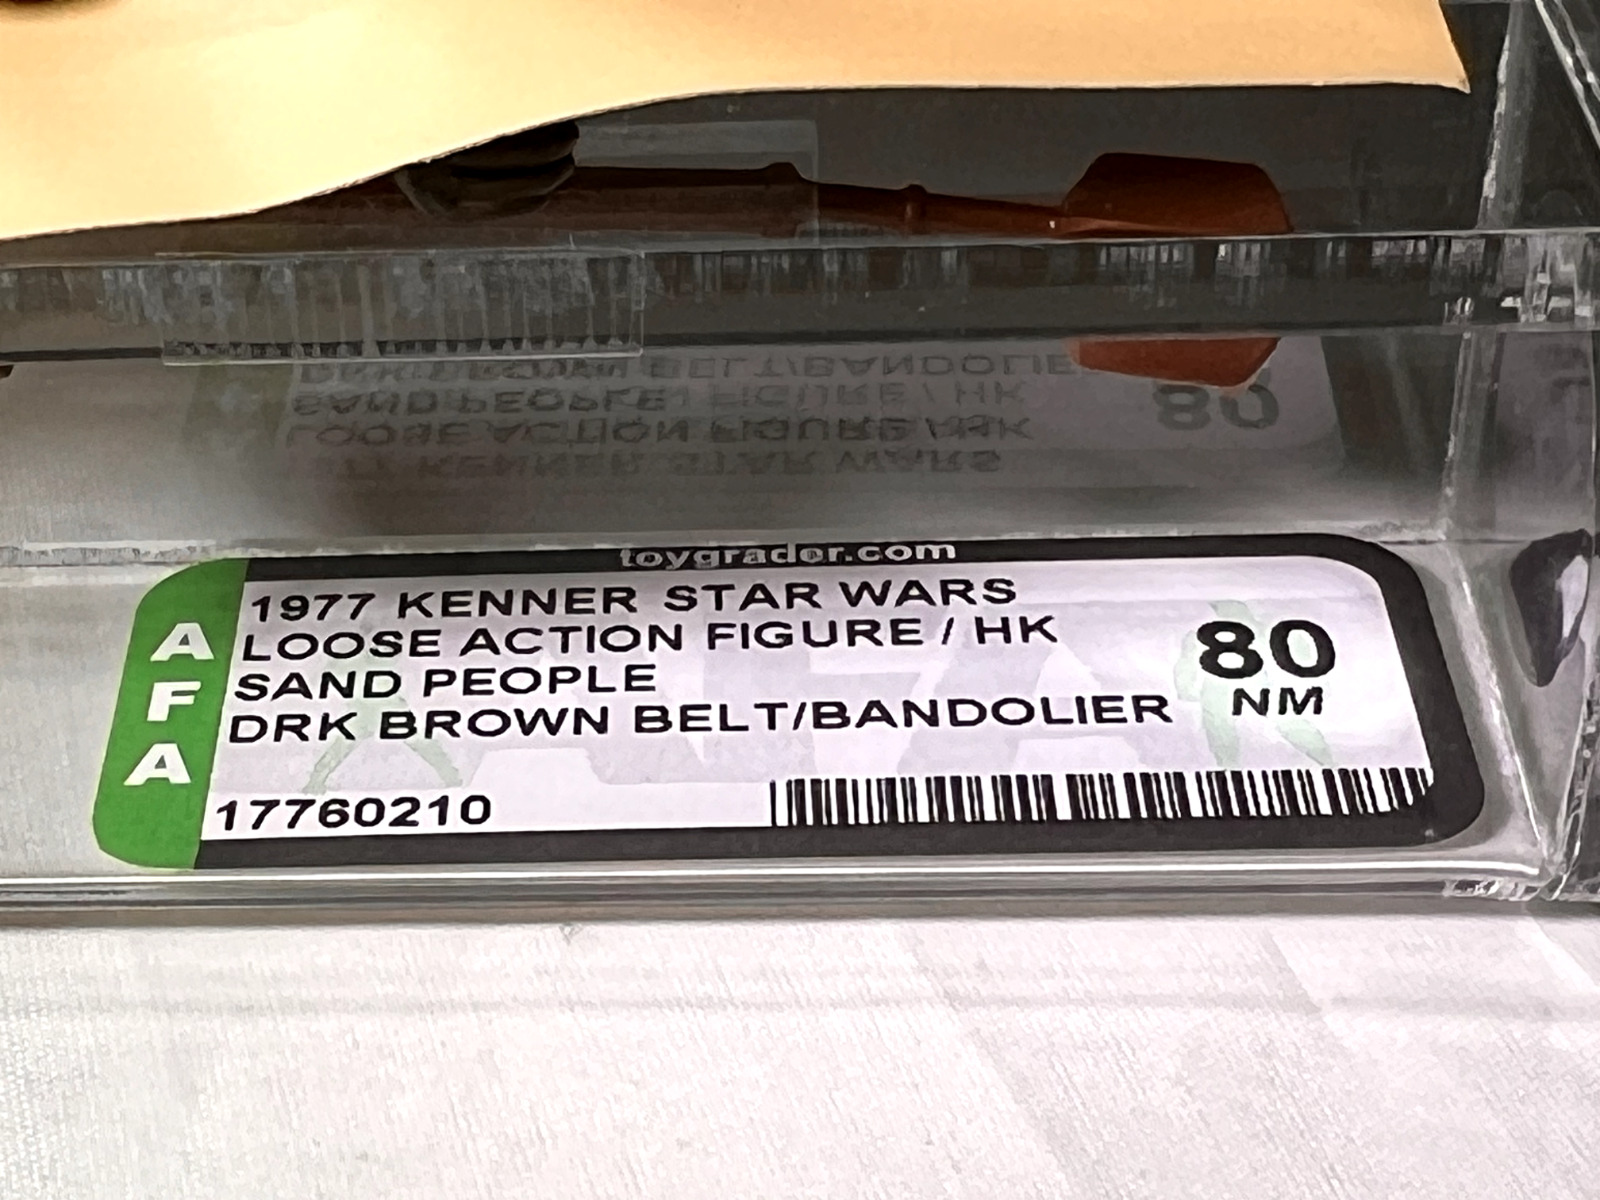 toygrader.com
AFA
1977 KENNER STAR WARS
LOOSE ACTION FIGURE / HK
SAND PEOPLE
DRK BROWN BELT/BANDOLIER
80
NM
17760210